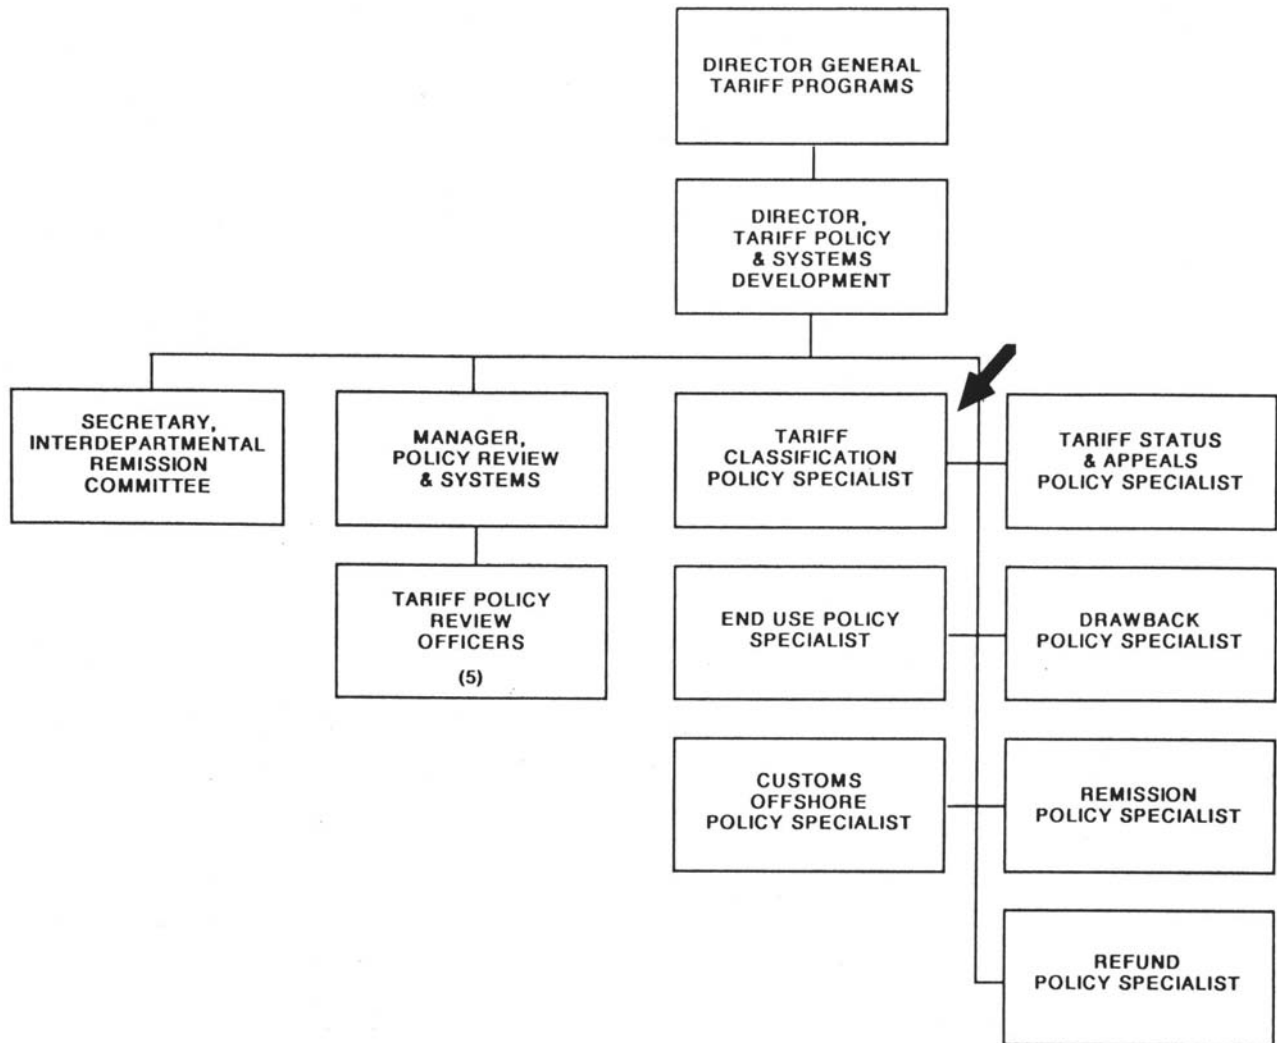 DIRECTOR GENERAL
TARIFF PROGRAMS
DIRECTOR,
TARIFF POLICY
& SYSTEMS
DEVELOPMENT
SECRETARY,
INTERDEPARTMENTAL
REMISSION
COMMITTEE
MANAGER,
POLICY REVIEW
& SYSTEMS
TARIFF
CLASSIFICATION
POLICY SPECIALIST
TARIFF STATUS
& APPEALS
POLICY SPECIALIST
TARIFF POLICY
REVIEW
OFFICERS
(5)
END USE POLICY
SPECIALIST
DRAWBACK
POLICY SPECIALIST
CUSTOMS
OFFSHORE
POLICY SPECIALIST
REMISSION
POLICY SPECIALIST
REFUND
POLICY SPECIALIST